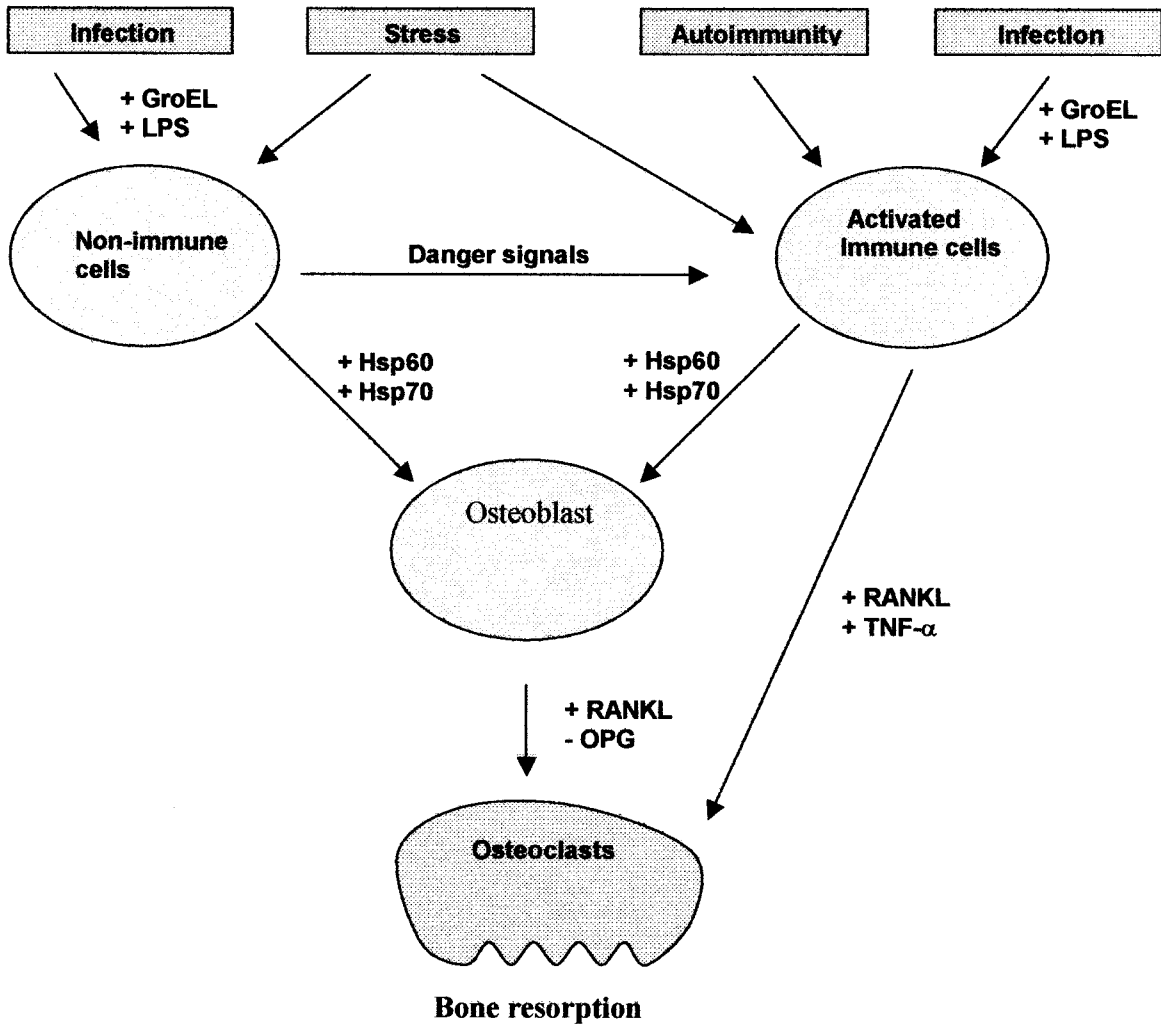 Infection
Stress
Autoimmunity
Infection
+ GroEL
+ LPS
+ GroEL
+ LPS
Non-immune
cells
Danger signals
Activated
Immune cells
+ Hsp60
+ Hsp70
+ Hsp60
+ Hsp70
Osteoblast
+ RANKL
+ TNF-α
+ RANKL
- OPG
Osteoclasts
Bone resorption